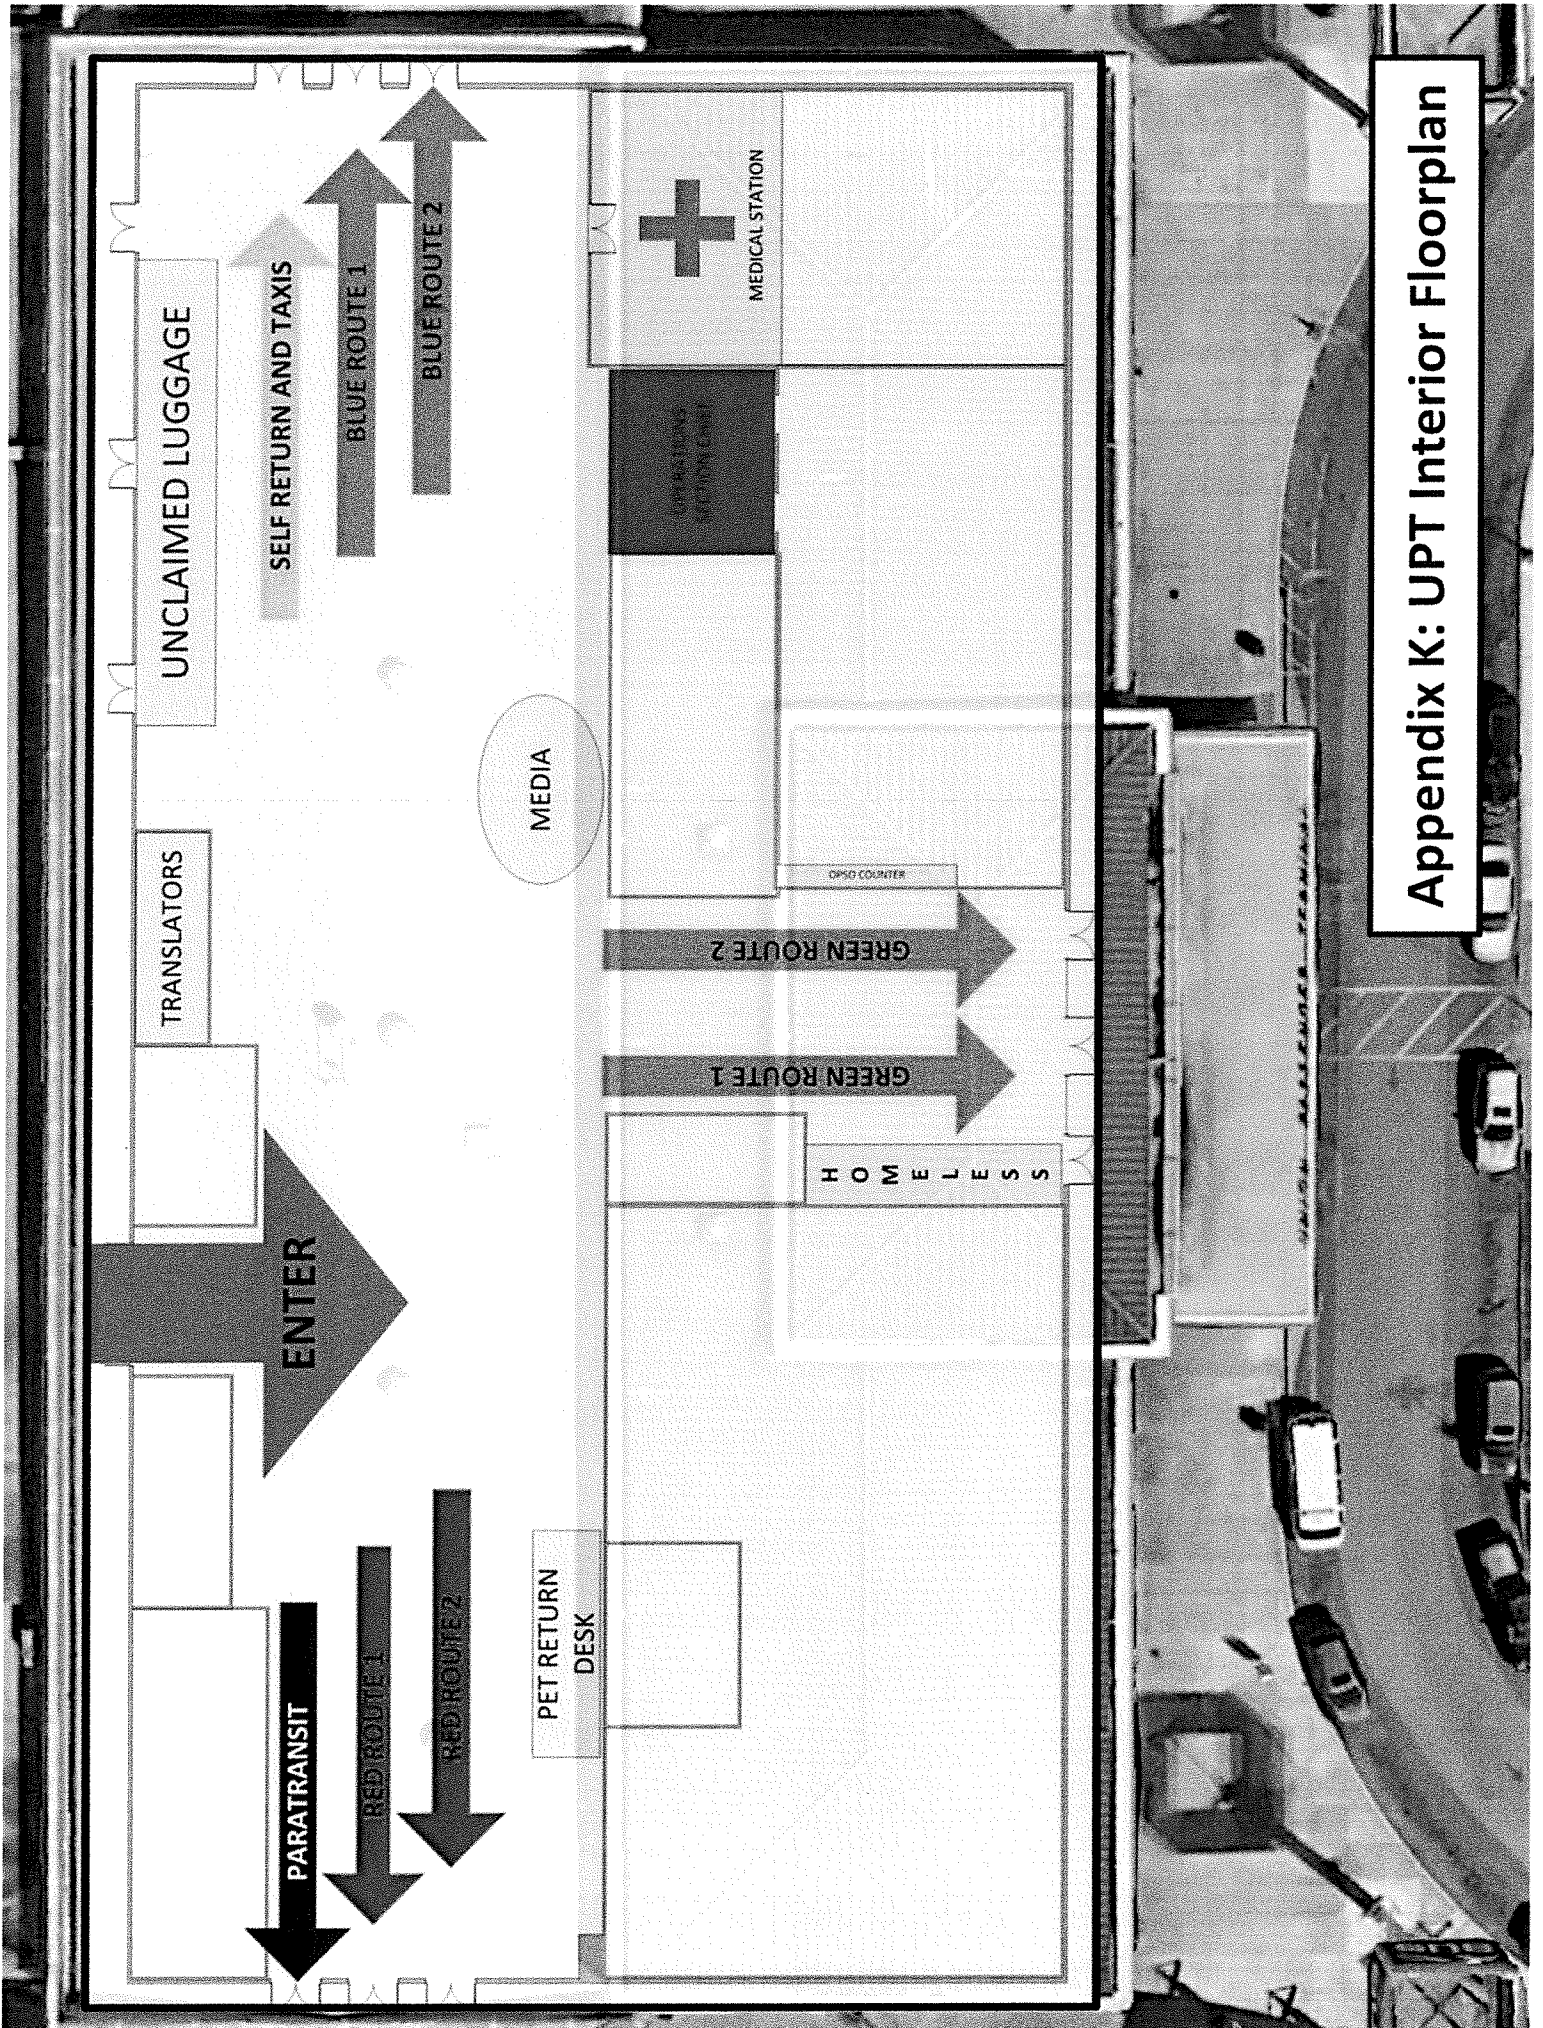 PARATRANSIT
RED ROUTE 1
RED ROUTE 2
ENTER
TRANSLATORS
UNCLAIMED LUGGAGE
SELF RETURN AND TAXIS
BLUE ROUTE 1
BLUE ROUTE 2
PET RETURN
DESK
MEDIA
GREEN ROUTE 1
GREEN ROUTE 2
HOMELESS
OPSO COUNTER
OPERATIONS
MEDICAL STATION
Appendix K: UPT Interior Floorplan